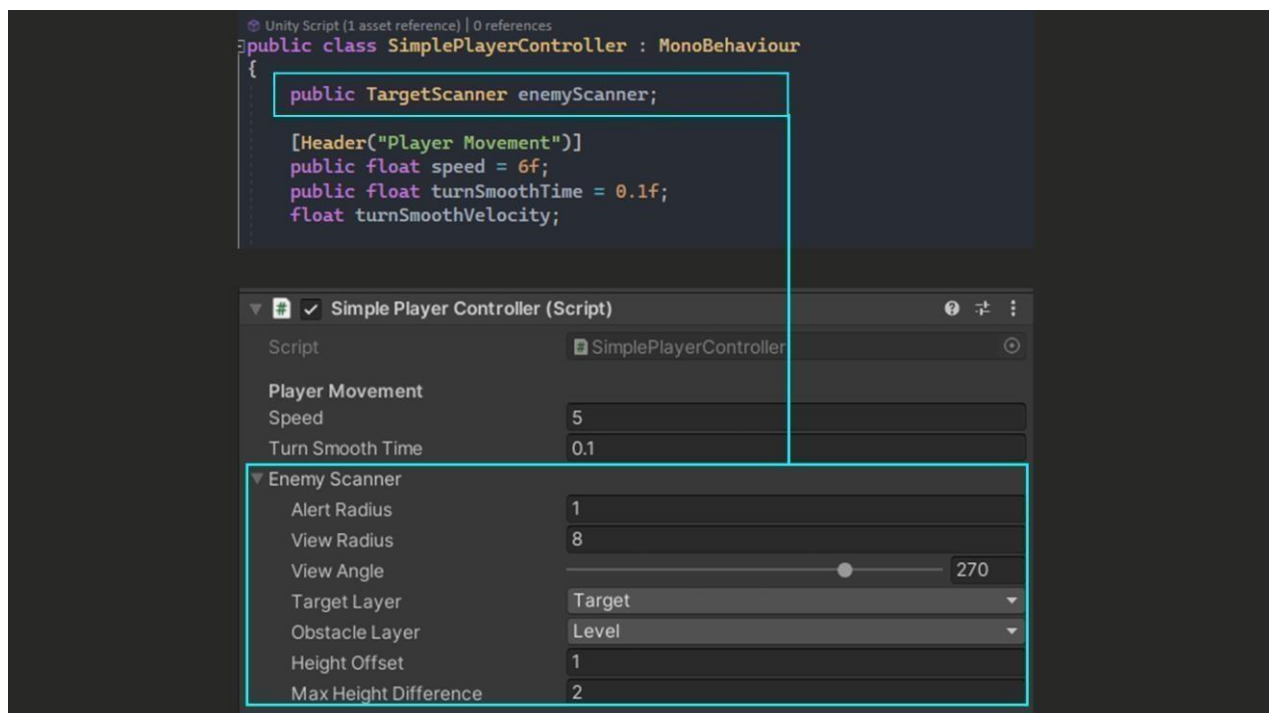 Unity Script (1 asset reference) | 0 references
public class SimplePlayerController : MonoBehaviour
{
public TargetScanner enemyScanner;
[Header("Player Movement")]
public float speed = 6f;
public float turnSmoothTime = 0.1f;
float turnSmoothVelocity;
# Simple Player Controller (Script)
Script # SimplePlayerController
Player Movement
Speed 5
Turn Smooth Time 0.1
Enemy Scanner
Alert Radius 1
View Radius 8
View Angle 270
Target Layer Target
Obstacle Layer Level
Height Offset 1
Max Height Difference 2